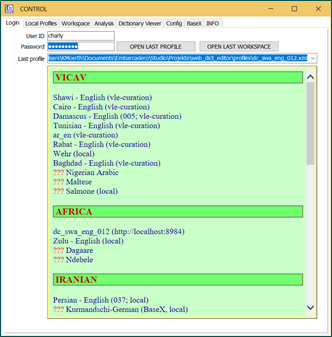 CONTROL
Login Local Profiles Workspace Analysis Dictionary Viewer Config BaseX INFO
User ID charly
Password •••••••••• OPEN LAST PROFILE OPEN LAST WORKSPACE
Last profile sers\KMoerth\Documents\Embarcadero\Studio\Projekte\web_dict_editor\profiles\dc_swa_eng_012.xm
VICAV
Shawi - English (vle-curation)
Cairo - English (vle-curation)
Damascus - English (005; vle-curation)
Tunisian - English (vle-curation)
ar_en (vle-curation)
Rabat - English (vle-curation)
Wehr (local)
Baghdad - English (vle-curation)
??? Nigerian Arabic
??? Maltese
??? Salmone (local)
AFRICA
dc_swa_eng_012 (http://localhost:8984)
Zulu - English (local)
??? Dagaare
??? Ndebele
IRANIAN
Persian - English (037; local)
??? Kurmandschi-German (BaseX, local)